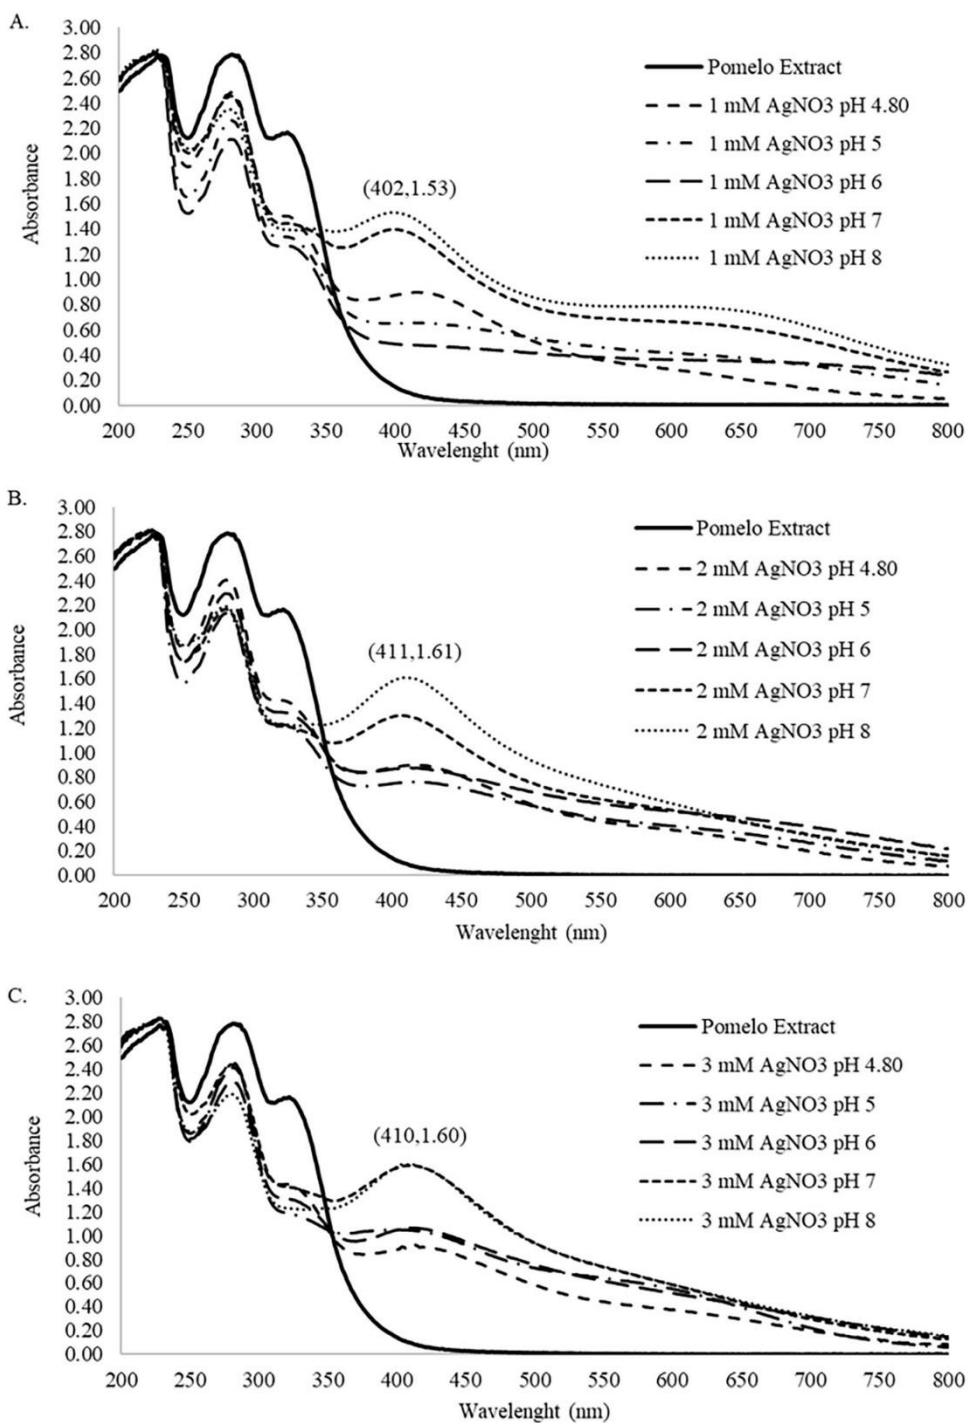 A.
3.00
2.80
2.60
2.40
2.20
2.00
1.80
1.60
1.40
1.20
1.00
0.80
0.60
0.40
0.20
0.00
Absorbance
(402,1.53)
Pomelo Extract
1 mM AgNO3 pH 4.80
1 mM AgNO3 pH 5
1 mM AgNO3 pH 6
1 mM AgNO3 pH 7
1 mM AgNO3 pH 8
200 250 300 350 400 450 500 550 600 650 700 750 800
Wavelenght (nm)
B.
3.00
2.80
2.60
2.40
2.20
2.00
1.80
1.60
1.40
1.20
1.00
0.80
0.60
0.40
0.20
0.00
Absorbance
(411,1.61)
Pomelo Extract
2 mM AgNO3 pH 4.80
2 mM AgNO3 pH 5
2 mM AgNO3 pH 6
2 mM AgNO3 pH 7
2 mM AgNO3 pH 8
200 250 300 350 400 450 500 550 600 650 700 750 800
Wavelenght (nm)
C.
3.00
2.80
2.60
2.40
2.20
2.00
1.80
1.60
1.40
1.20
1.00
0.80
0.60
0.40
0.20
0.00
Absorbance
(410,1.60)
Pomelo Extract
3 mM AgNO3 pH 4.80
3 mM AgNO3 pH 5
3 mM AgNO3 pH 6
3 mM AgNO3 pH 7
3 mM AgNO3 pH 8
200 250 300 350 400 450 500 550 600 650 700 750 800
Wavelenght (nm)